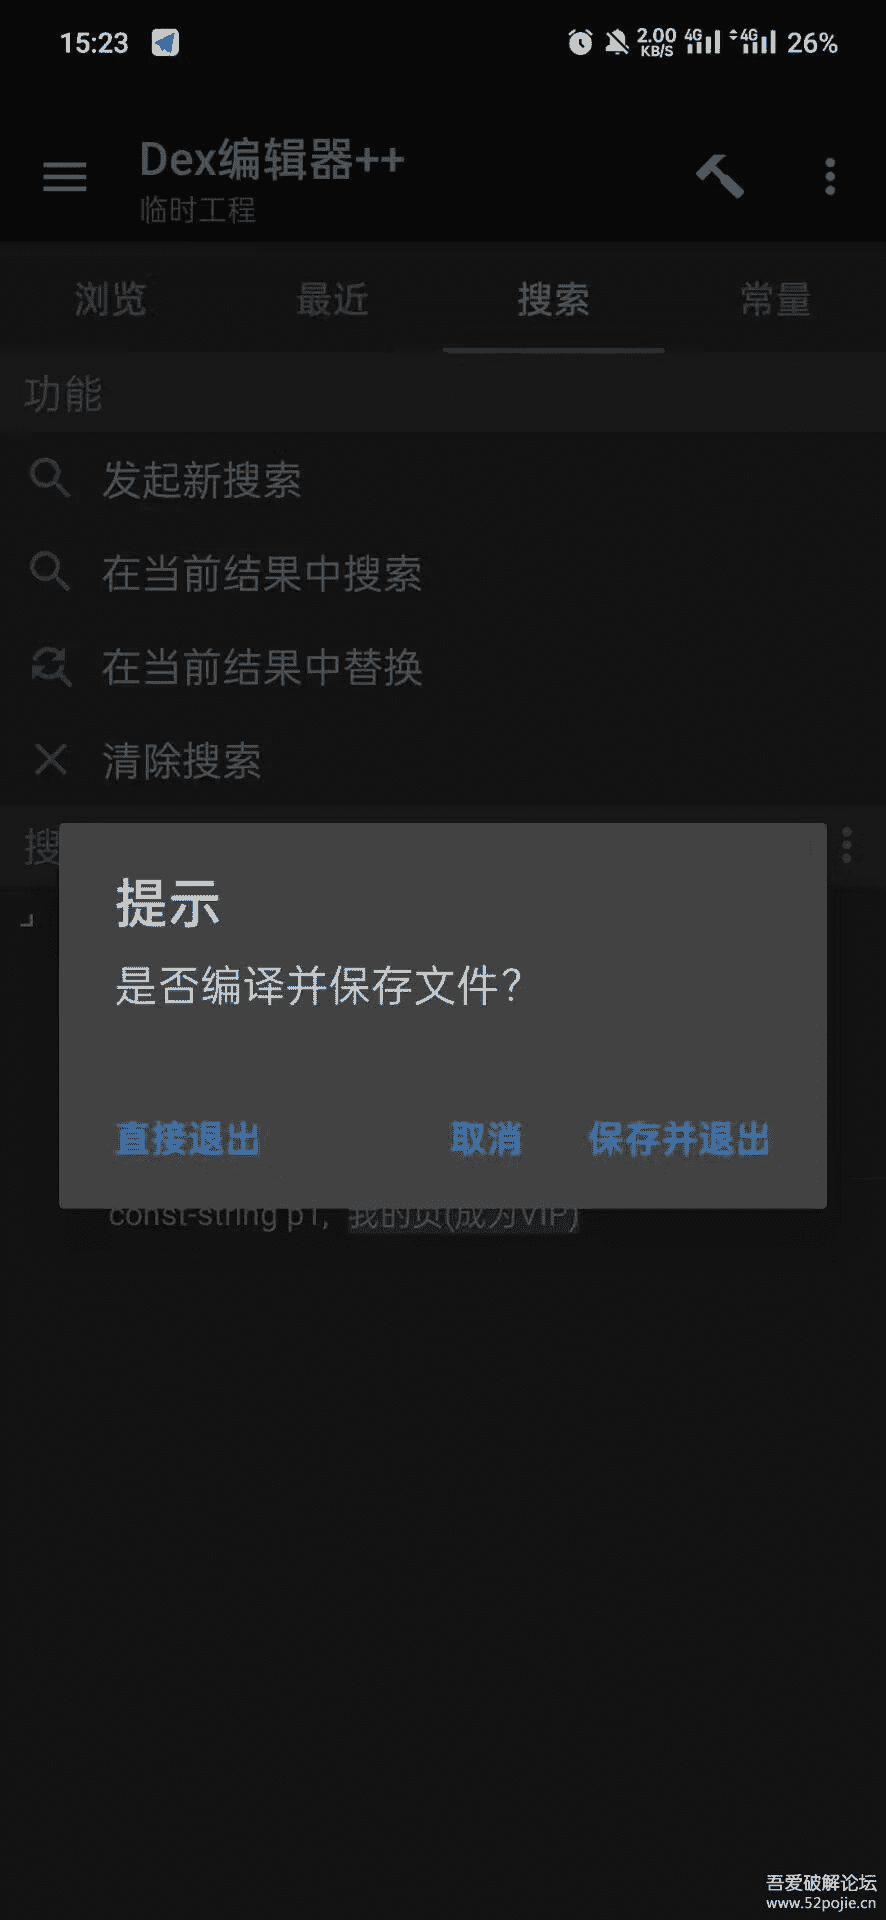 15:23
2.00 KB/S 4G 4G 26%
Dex编辑器++
临时工程
浏览 最近 搜索 常量
功能
发起新搜索
在当前结果中搜索
在当前结果中替换
清除搜索
搜
提示
是否编译并保存文件?
直接退出 取消 保存并退出
const-string p1, 我的页(成为VIP)
吾爱破解论坛
www.52pojie.cn